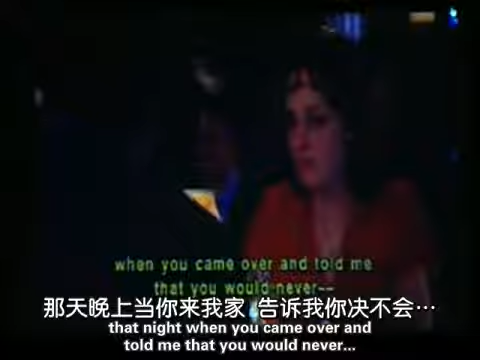 when you came over and told me
that you would never--
那天晚上当你来我家 告诉我你决不会…
that night when you came over and
told me that you would never...